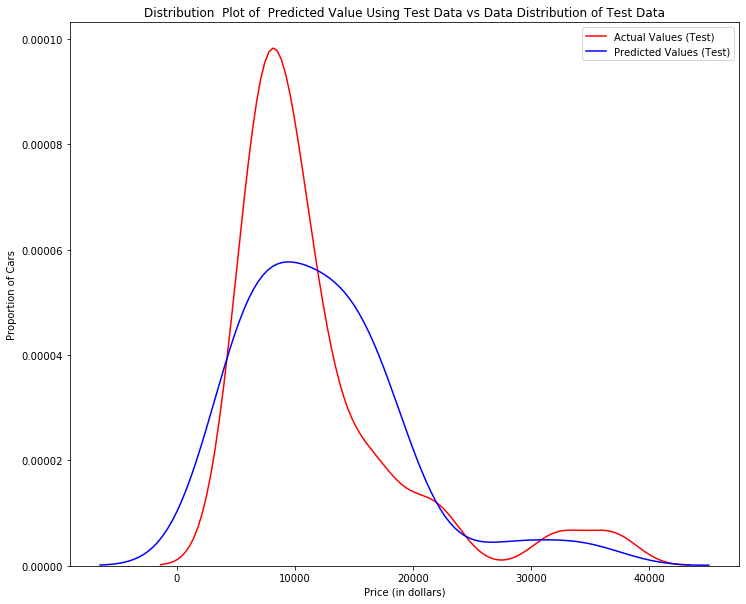 Distribution  Plot of  Predicted Value Using Test Data vs Data Distribution of Test Data
Actual Values (Test)
Predicted Values (Test)
Proportion of Cars
0.00010
0.00008
0.00006
0.00004
0.00002
0.00000
0 10000 20000 30000 40000
Price (in dollars)